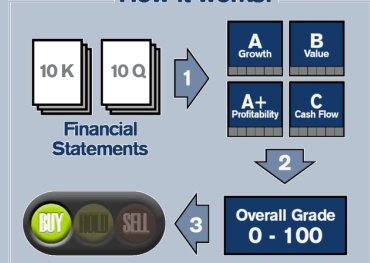 How it works:
10 K
10 Q
Financial
Statements
1
A
Growth
B
Value
A+
Profitability
C
Cash Flow
2
Overall Grade
0 - 100
3
BUY
HOLD
SELL